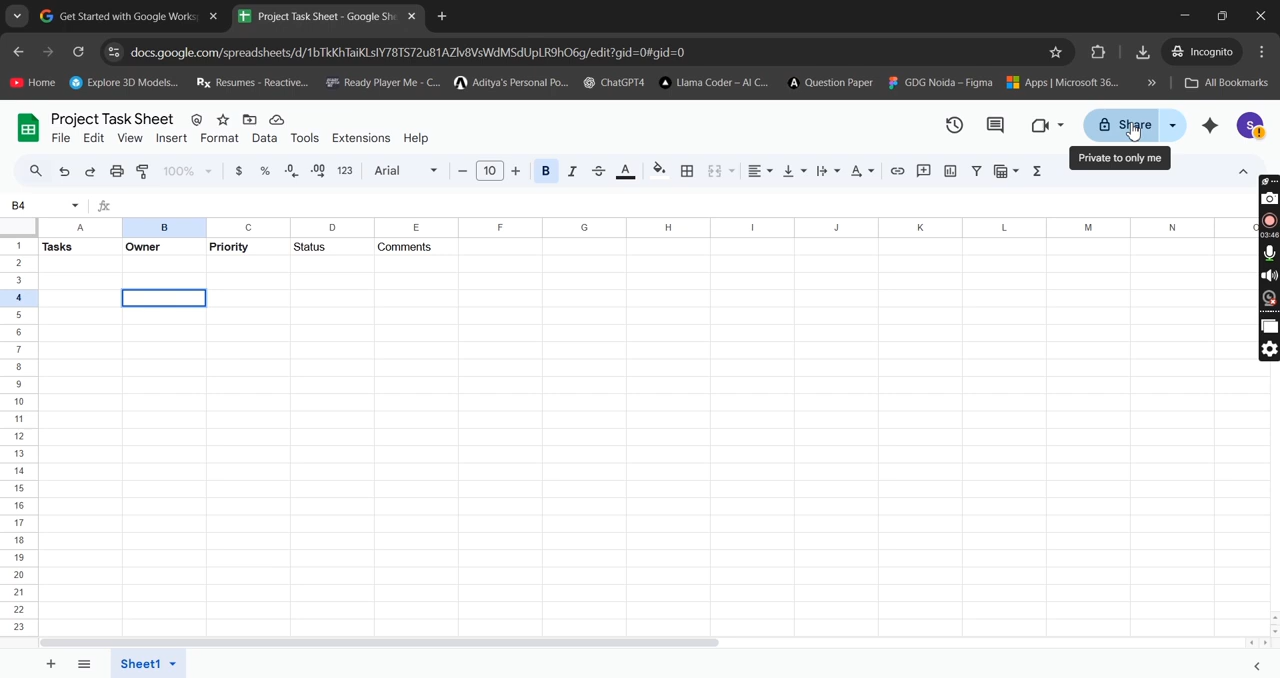 Get Started with Google Works
Project Task Sheet - Google She
docs.google.com/spreadsheets/d/1bTkKhTaiKLsIY78TS72u81AZlv8VsWdMSdUpLR9hO6g/edit?gid=0#gid=0
Incognito
Home
Explore 3D Models...
Resumes - Reactive...
Ready Player Me - C...
Aditya's Personal Po...
ChatGPT4
Llama Coder – AI C...
Question Paper
GDG Noida – Figma
Apps | Microsoft 36...
All Bookmarks
Project Task Sheet
File Edit View Insert Format Data Tools Extensions Help
Share
S
Private to only me
100% $ % .0 .00 123 Arial 10 B I S A
B4 fx
A B C D E F G H I J K L M N O
1 Tasks Owner Priority Status Comments
2
3
4
5
6
7
8
9
10
11
12
13
14
15
16
17
18
19
20
21
22
23
03:46
Sheet1